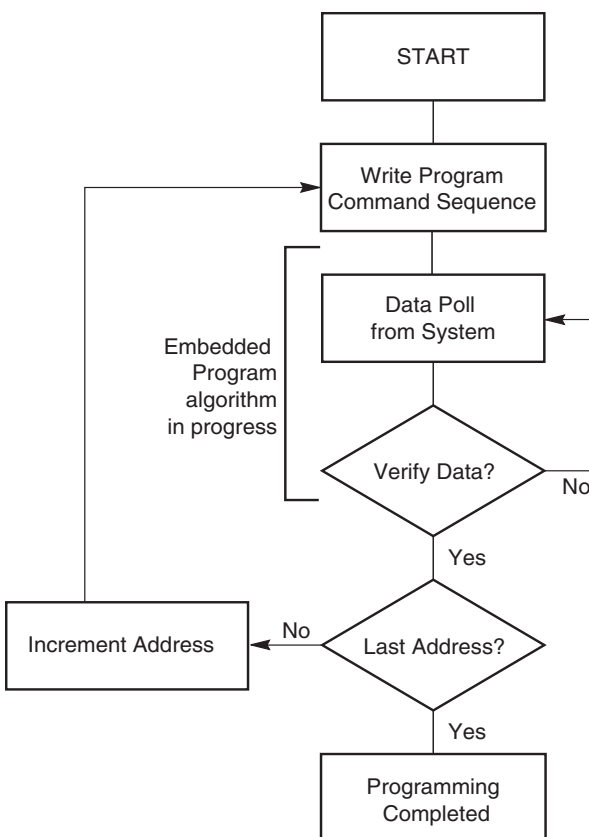 START
Write Program
Command Sequence
Data Poll
from System
Embedded
Program
algorithm
in progress
Verify Data?
No
Yes
Increment Address
No
Last Address?
Yes
Programming
Completed